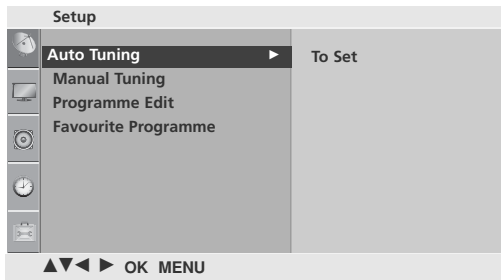 Setup
Auto Tuning ► To Set
Manual Tuning
Programme Edit
Favourite Programme
▲▼◄ ► OK MENU